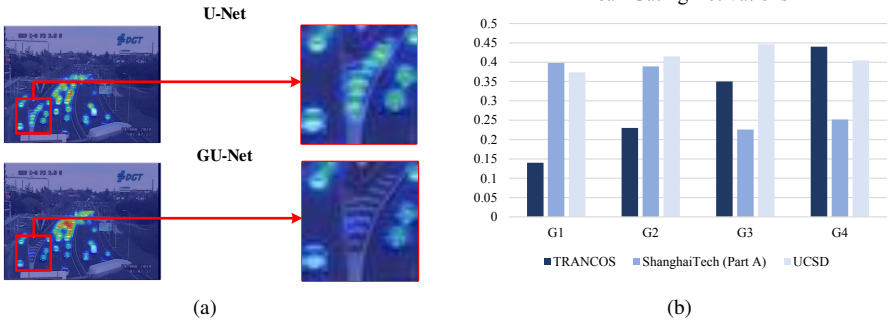 U-Net
DGT
GU-Net
DGT
(a)
0.5
0.45
0.4
0.35
0.3
0.25
0.2
0.15
0.1
0.05
0
G1 G2 G3 G4
TRANCOS ShanghaiTech (Part A) UCSD
(b)